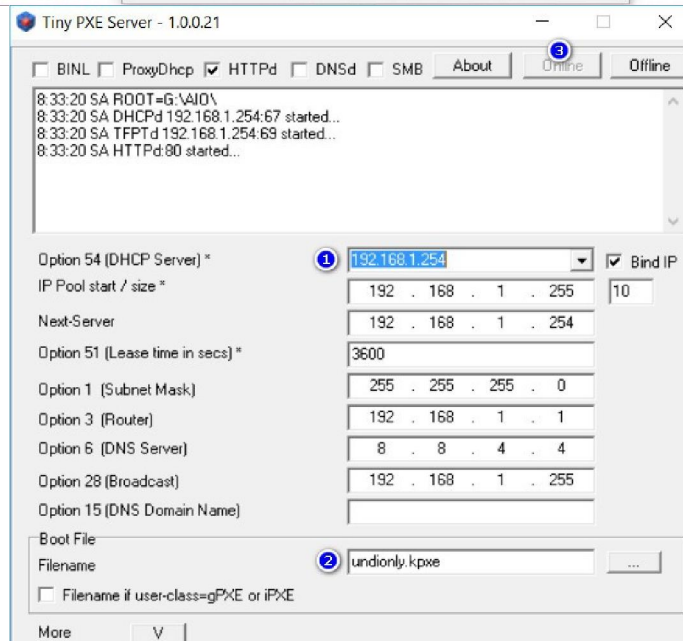 Tiny PXE Server - 1.0.0.21
BINL ProxyDhcp HTTPd DNSd SMB About Online Offline
3
8:33:20 SA ROOT=G:\AIO\
8:33:20 SA DHCPd 192.168.1.254:67 started...
8:33:20 SA TFPTd 192.168.1.254:69 started...
8:33:20 SA HTTPd:80 started...
Option 54 (DHCP Server) * 1 192.168.1.254 Bind IP
IP Pool start / size * 192 . 168 . 1 . 255 10
Next-Server 192 . 168 . 1 . 254
Option 51 (Lease time in secs) * 3600
Option 1 (Subnet Mask) 255 . 255 . 255 . 0
Option 3 (Router) 192 . 168 . 1 . 1
Option 6 (DNS Server) 8 . 8 . 4 . 4
Option 28 (Broadcast) 192 . 168 . 1 . 255
Option 15 (DNS Domain Name)
Boot File
Filename 2 undionly.kpxe ...
Filename if user-class=gPXE or iPXE
More V